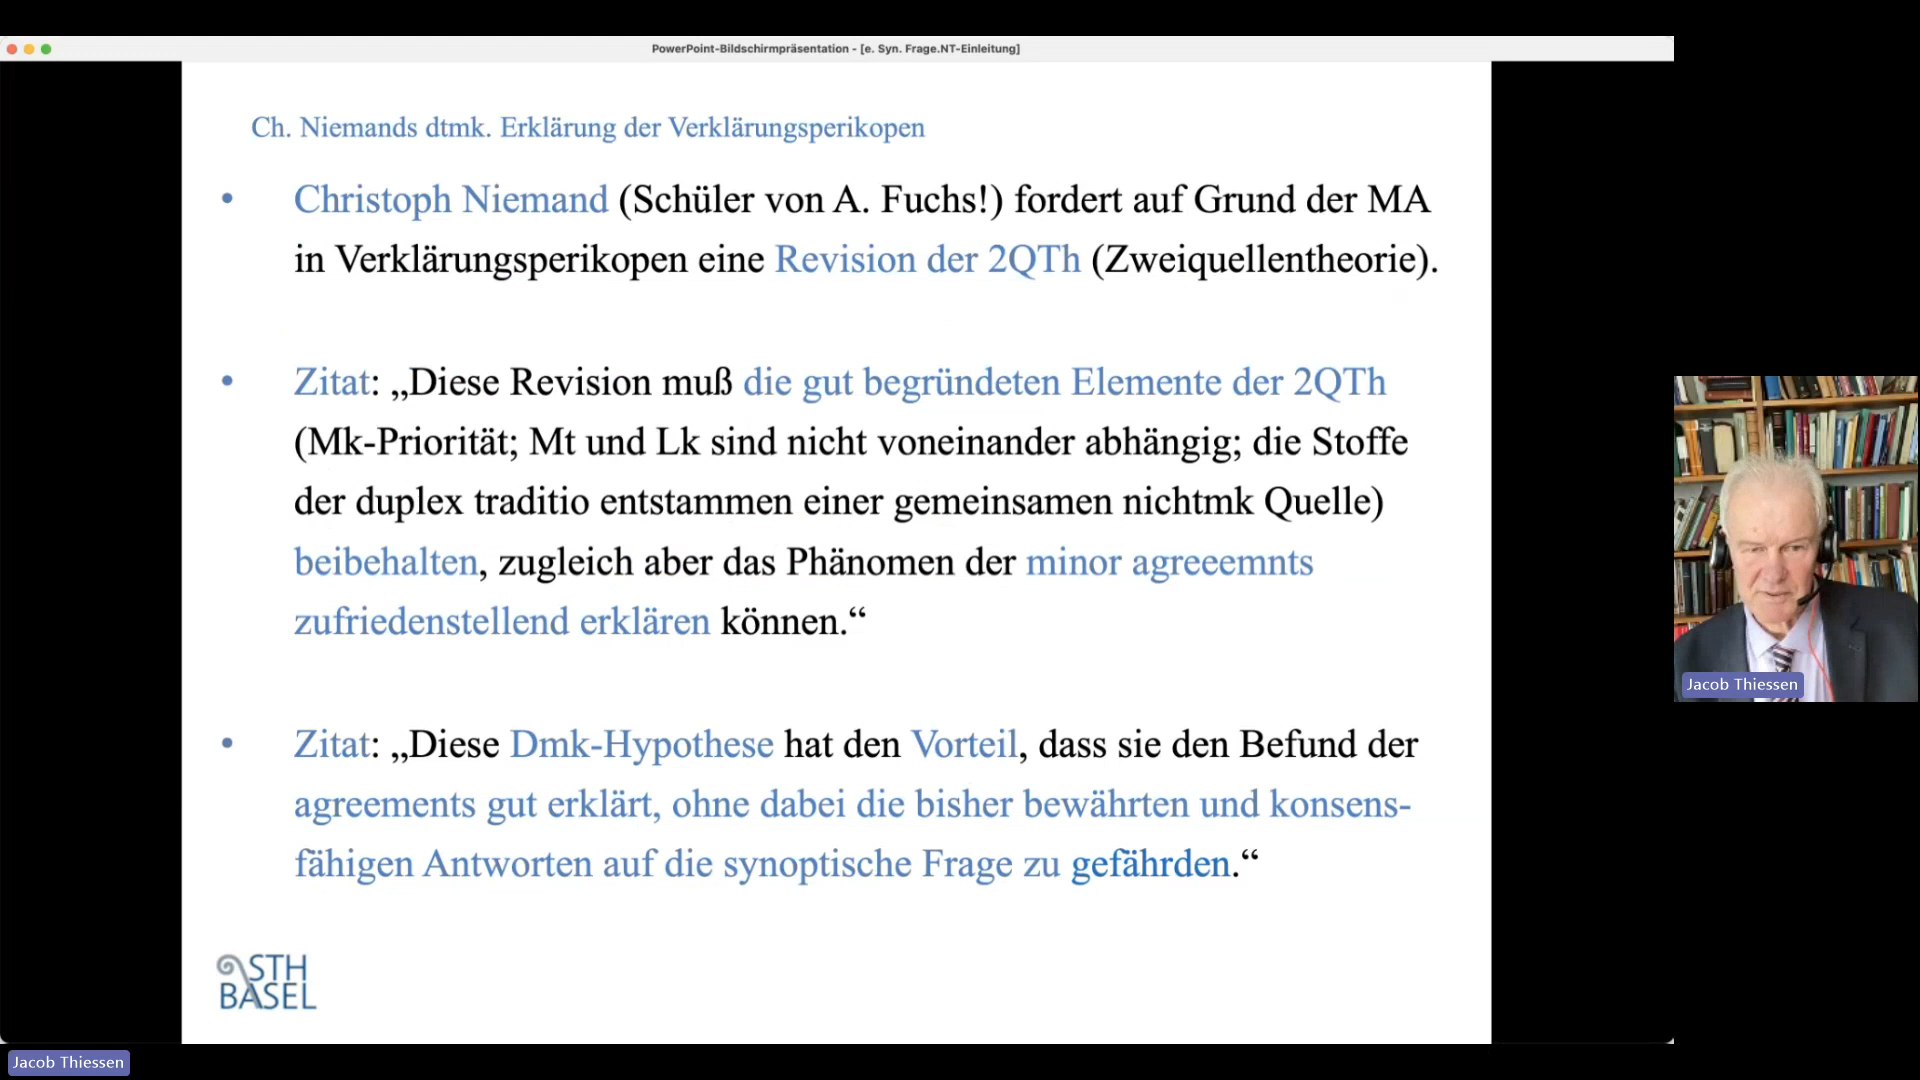 PowerPoint-Bildschirmpräsentation - [e. Syn. Frage.NT-Einleitung]
Ch. Niemands dtmk. Erklärung der Verklärungsperikopen
• Christoph Niemand (Schüler von A. Fuchs!) fordert auf Grund der MA
in Verklärungsperikopen eine Revision der 2QTh (Zweiquellentheorie).
• Zitat: „Diese Revision muß die gut begründeten Elemente der 2QTh
(Mk-Priorität; Mt und Lk sind nicht voneinander abhängig; die Stoffe
der duplex traditio entstammen einer gemeinsamen nichtmk Quelle)
beibehalten, zugleich aber das Phänomen der minor agreeemnts
zufriedenstellend erklären können.“
• Zitat: „Diese Dmk-Hypothese hat den Vorteil, dass sie den Befund der
agreements gut erklärt, ohne dabei die bisher bewährten und konsens-
fähigen Antworten auf die synoptische Frage zu gefährden.“
STH
BASEL
Jacob Thiessen
Jacob Thiessen